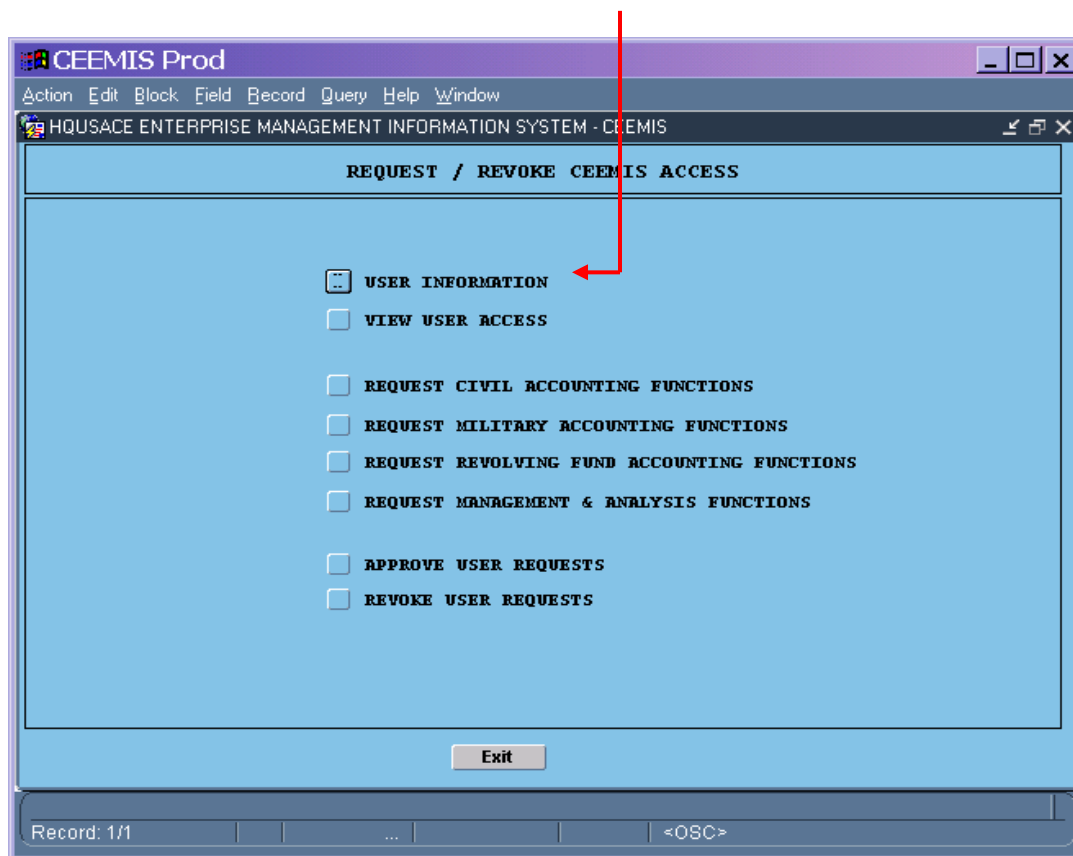 CEEMIS Prod
Action Edit Block Field Record Query Help Window
HQUSACE ENTERPRISE MANAGEMENT INFORMATION SYSTEM - CEEMIS
REQUEST / REVOKE CEEMIS ACCESS
USER INFORMATION
VIEW USER ACCESS
REQUEST CIVIL ACCOUNTING FUNCTIONS
REQUEST MILITARY ACCOUNTING FUNCTIONS
REQUEST REVOLVING FUND ACCOUNTING FUNCTIONS
REQUEST MANAGEMENT & ANALYSIS FUNCTIONS
APPROVE USER REQUESTS
REVOKE USER REQUESTS
Exit
Record: 1/1 ... <OSC>